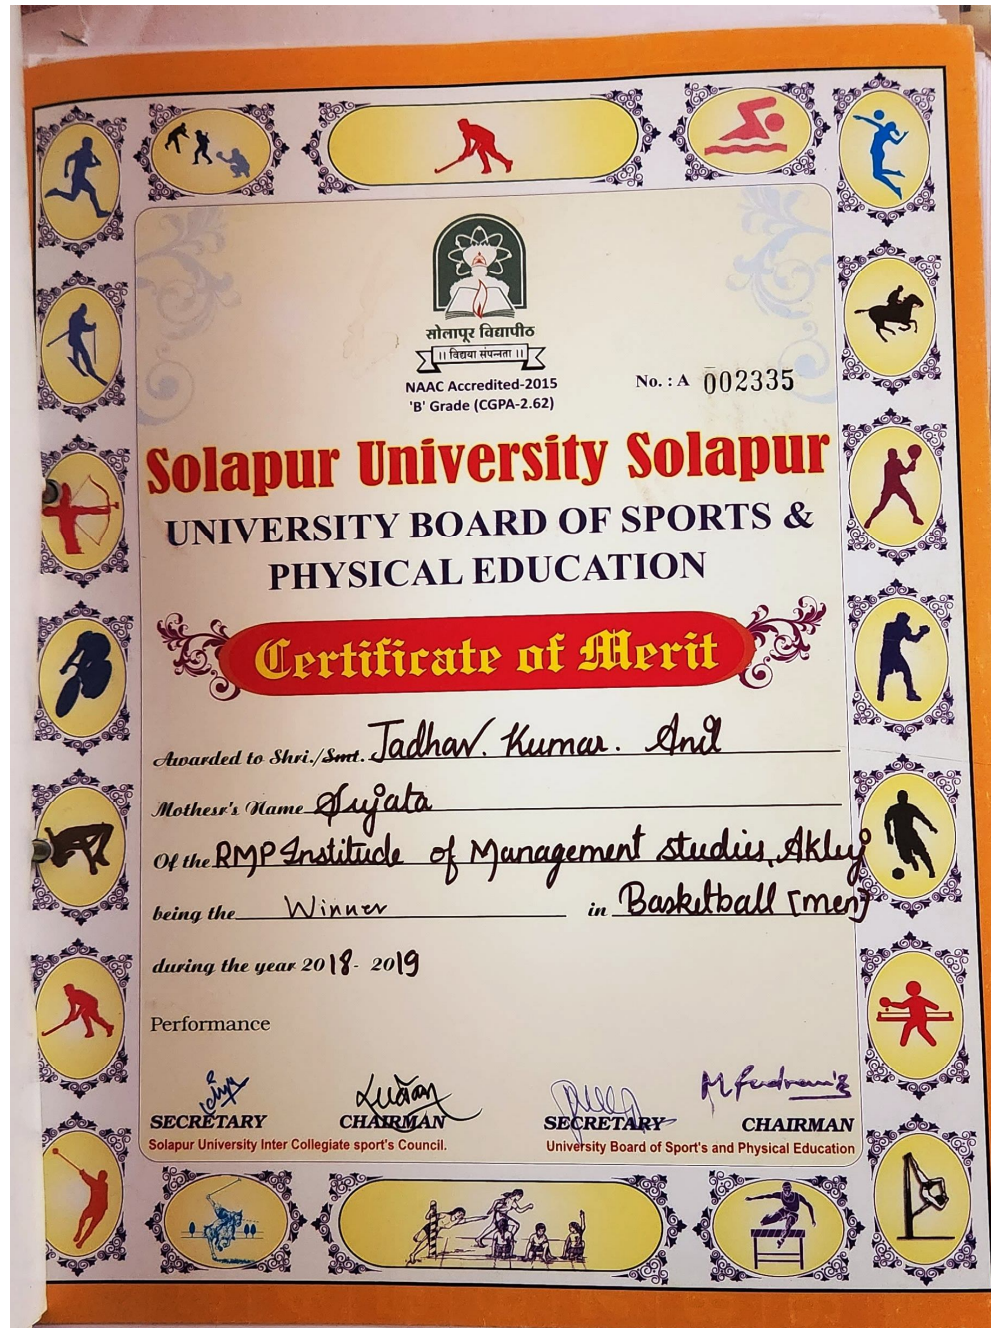 सोलापूर विद्यापीठ
।। विद्यया संपन्नता ।।
NAAC Accredited-2015
'B' Grade (CGPA-2.62)
No. : A 002335
Solapur University Solapur
UNIVERSITY BOARD OF SPORTS &
PHYSICAL EDUCATION
Certificate of Merit
Awarded to Shri./Smt. Jadhav. Kumar. Anil
Mothesr's Name Sujata
Of the RMP Institude of Management studies, Akluj
being the Winner in Basketball [men]
during the year 2018- 2019
Performance
SECRETARY CHAIRMAN SECRETARY CHAIRMAN
Solapur University Inter Collegiate sport's Council. University Board of Sport's and Physical Education